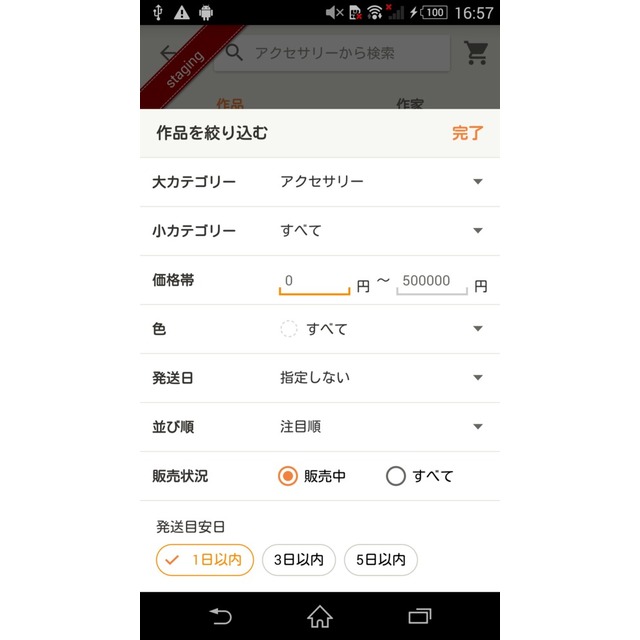 100 16:57
staging
アクセサリーから検索
作品 作家
作品を絞り込む 完了
大カテゴリー アクセサリー
小カテゴリー すべて
価格帯 0 円 〜 500000 円
色 すべて
発送日 指定しない
並び順 注目順
販売状況 販売中 すべて
発送目安日
1日以内 3日以内 5日以内